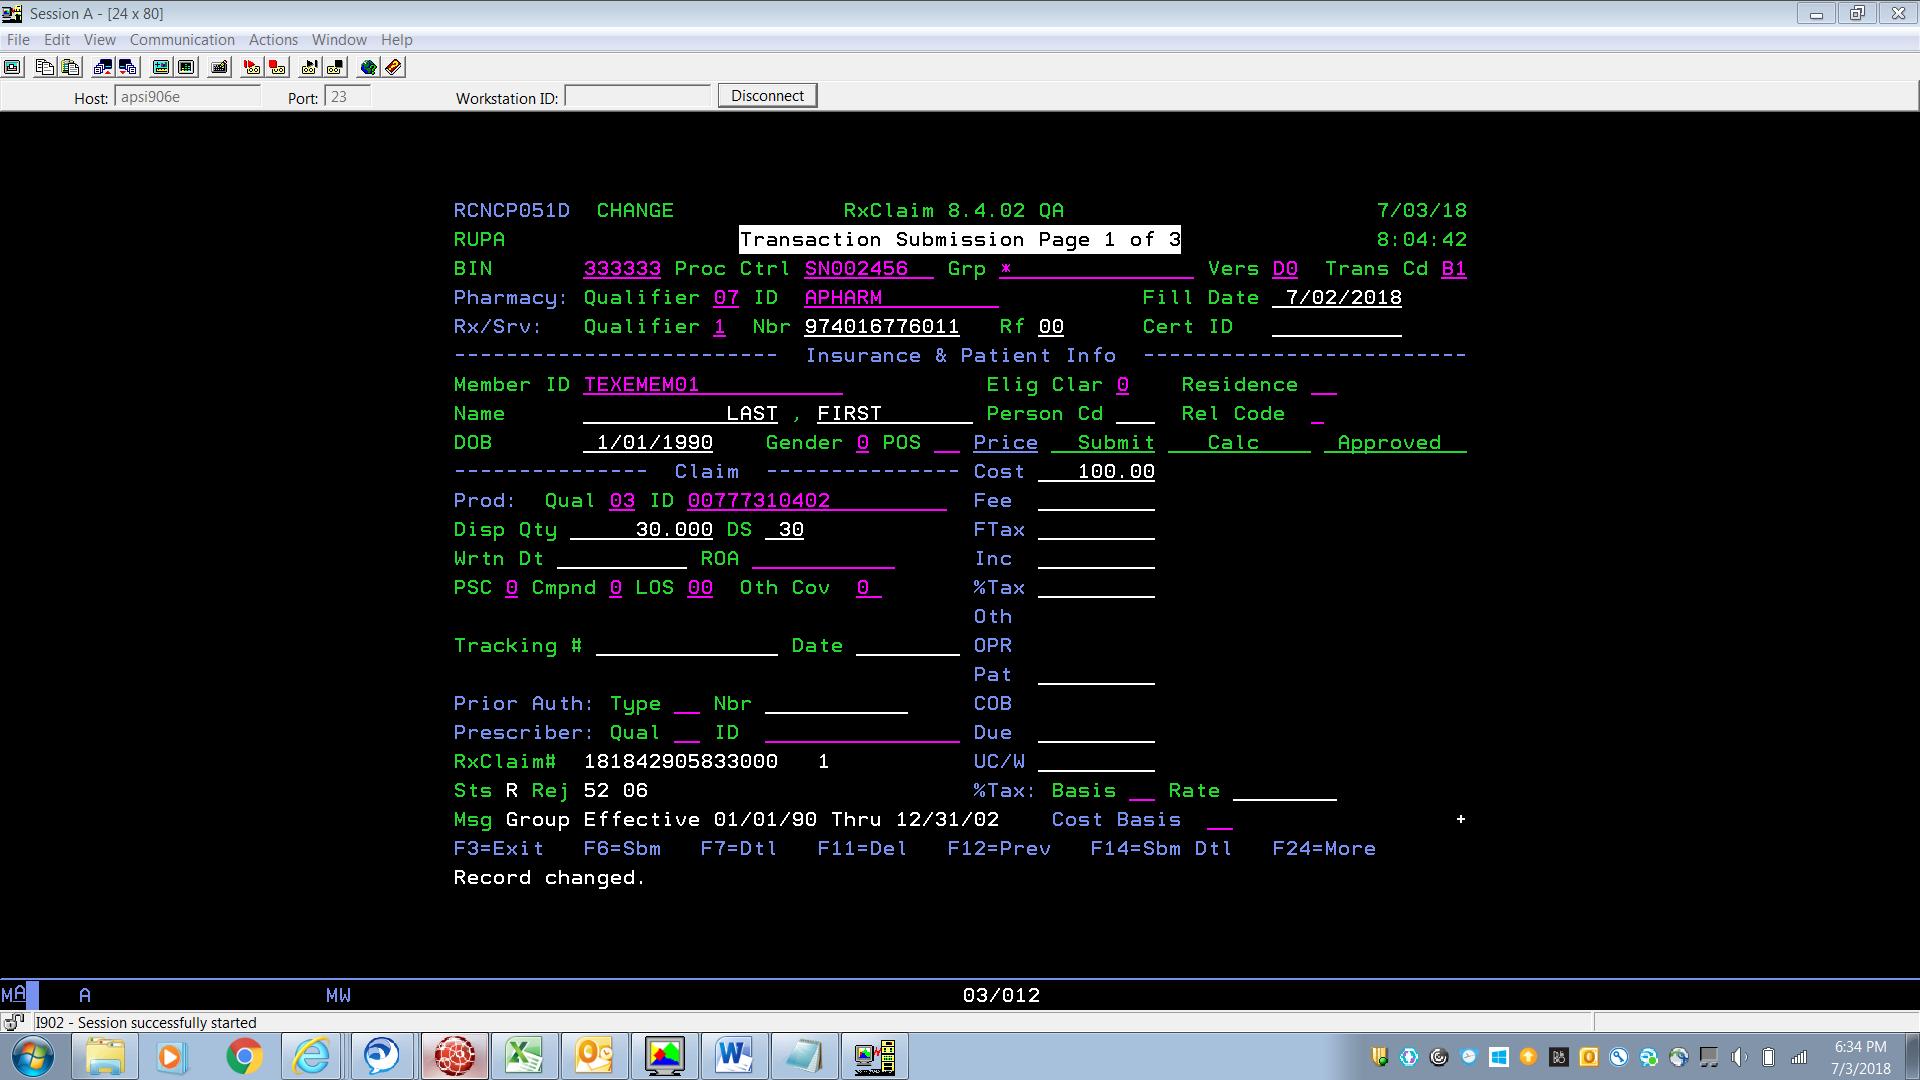 Session A - [24 x 80]
File Edit View Communication Actions Window Help
Host: apsi906e Port: 23 Workstation ID: Disconnect
RCNCP051D CHANGE RxClaim 8.4.02 QA 7/03/18
RUPA Transaction Submission Page 1 of 3 8:04:42
BIN 333333 Proc Ctrl SN002456 Grp * Vers D0 Trans Cd B1
Pharmacy: Qualifier 07 ID APHARM Fill Date 7/02/2018
Rx/Srv: Qualifier 1 Nbr 974016776011 Rf 00 Cert ID
------------------------- Insurance & Patient Info -------------------------
Member ID TEXEMEM01 Elig Clar 0 Residence
Name LAST , FIRST Person Cd Rel Code
DOB 1/01/1990 Gender 0 POS Price Submit Calc Approved
--------------- Claim --------------- Cost 100.00
Prod: Qual 03 ID 00777310402 Fee
Disp Qty 30.000 DS 30 FTax
Wrtn Dt ROA Inc
PSC 0 Cmpnd 0 LOS 00 Oth Cov 0 %Tax
Oth
Tracking # Date OPR
Pat
Prior Auth: Type Nbr COB
Prescriber: Qual ID Due
RxClaim# 181842905833000 1 UC/W
Sts R Rej 52 06 %Tax: Basis Rate
Msg Group Effective 01/01/90 Thru 12/31/02 Cost Basis +
F3=Exit F6=Sbm F7=Dtl F11=Del F12=Prev F14=Sbm Dtl F24=More
Record changed.
MA A MW 03/012
I902 - Session successfully started
6:34 PM
7/3/2018